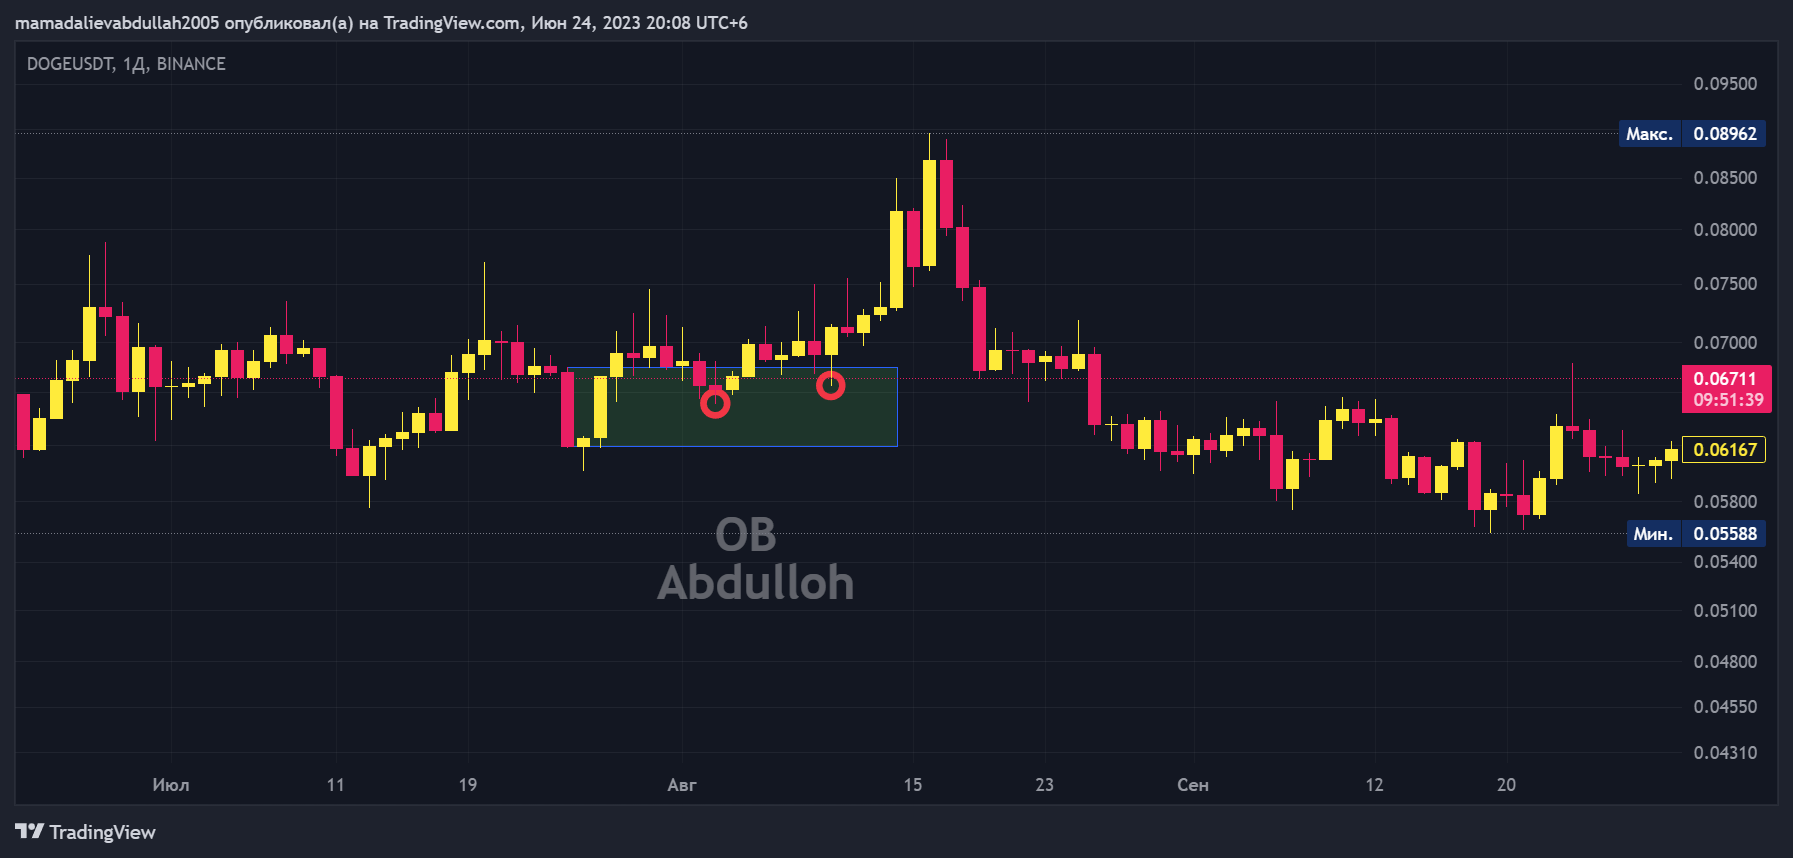 mamadalievabdullah2005 опубликовал(а) на TradingView.com, Июн 24, 2023 20:08 UTC+6
DOGEUSDT, 1Д, BINANCE
0.09500
Макс. 0.08962
0.08500
0.08000
0.07500
0.07000
0.06711
09:51:39
0.06167
0.05800
Мин. 0.05588
0.05400
0.05100
0.04800
0.04550
0.04310
OB
Abdulloh
Июл 11 19 Авг 15 23 Сен 12 20
TradingView